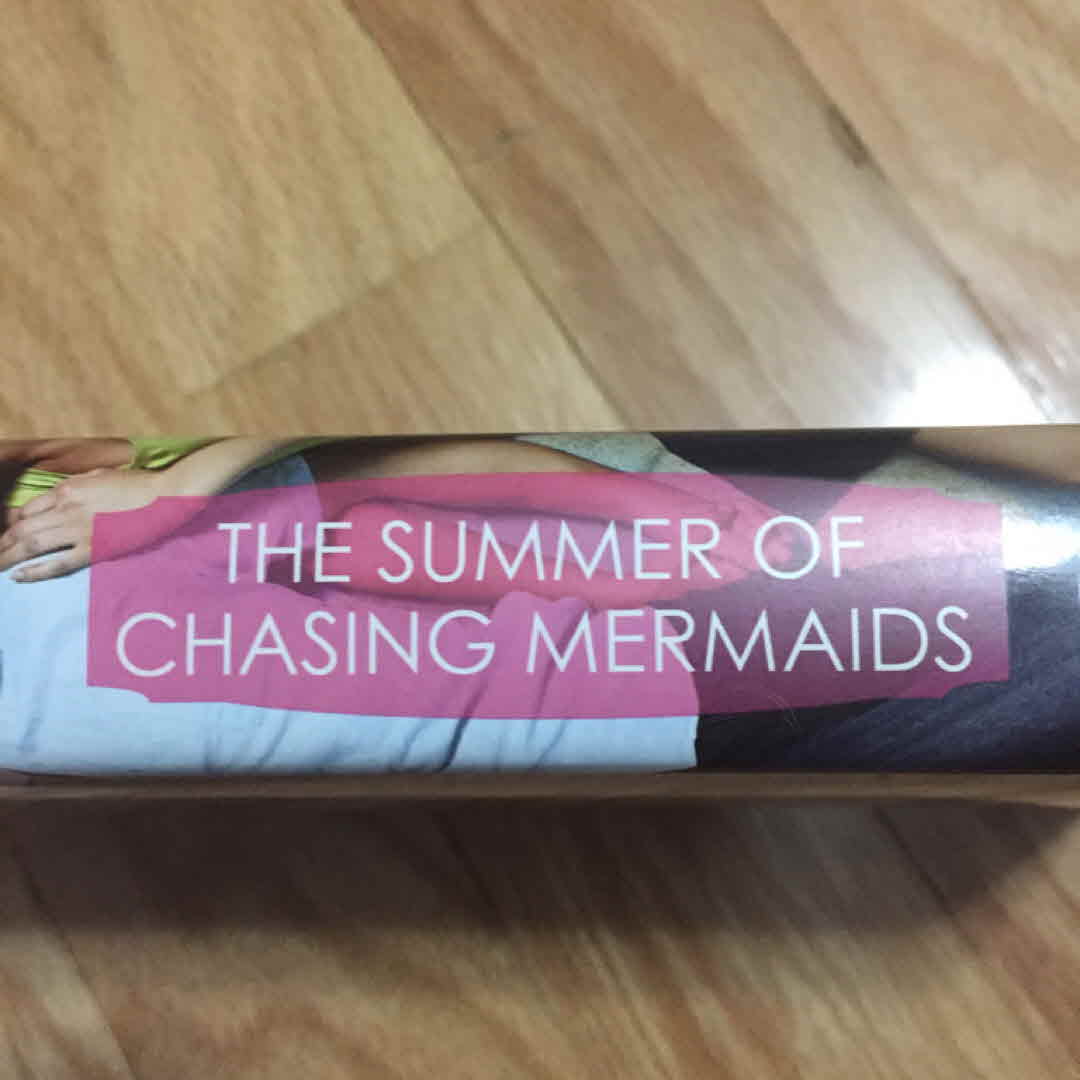 THE SUMMER OF
CHASING MERMAIDS